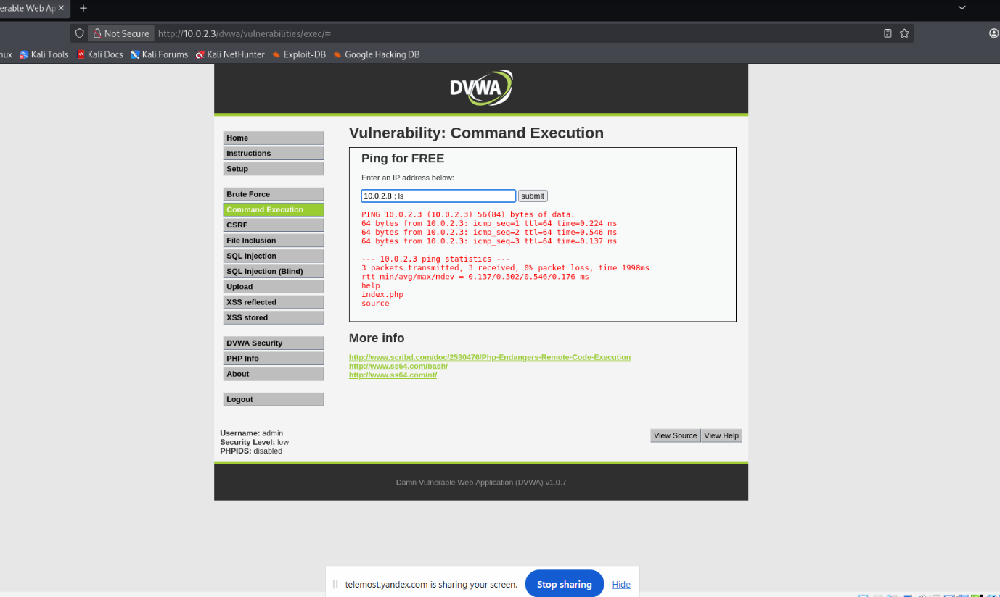 erable Web Ap
Not Secure
http://10.0.2.3/dvwa/vulnerabilities/exec/#
nux
Kali Tools
Kali Docs
Kali Forums
Kali NetHunter
Exploit-DB
Google Hacking DB
DVWA
Home
Instructions
Setup
Brute Force
Command Execution
CSRF
File Inclusion
SQL Injection
SQL Injection (Blind)
Upload
XSS reflected
XSS stored
DVWA Security
PHP Info
About
Logout
Vulnerability: Command Execution
Ping for FREE
Enter an IP address below:
10.0.2.8 ; ls
submit
PING 10.0.2.3 (10.0.2.3) 56(84) bytes of data.
64 bytes from 10.0.2.3: icmp_seq=1 ttl=64 time=0.224 ms
64 bytes from 10.0.2.3: icmp_seq=2 ttl=64 time=0.546 ms
64 bytes from 10.0.2.3: icmp_seq=3 ttl=64 time=0.137 ms
--- 10.0.2.3 ping statistics ---
3 packets transmitted, 3 received, 0% packet loss, time 1998ms
rtt min/avg/max/mdev = 0.137/0.302/0.546/0.176 ms
help
index.php
source
More info
http://www.scribd.com/doc/2530476/Php-Endangers-Remote-Code-Execution
http://www.ss64.com/bash/
http://www.ss64.com/nt/
Username: admin
Security Level: low
PHPIDS: disabled
View Source
View Help
Damn Vulnerable Web Application (DVWA) v1.0.7
telemost.yandex.com is sharing your screen.
Stop sharing
Hide